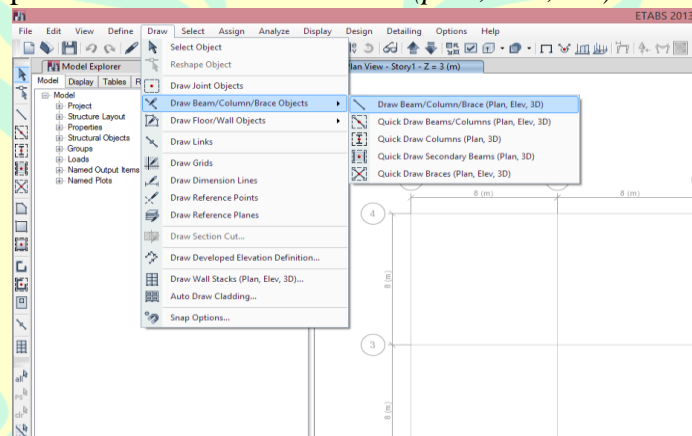 ETABS 2013
File Edit View Define Draw Select Assign Analyze Display Design Detailing Options Help
Model Explorer
Model Display Tables R
Model
Project
Structure Layout
Properties
Structural Objects
Groups
Loads
Named Output Items
Named Plots
Select Object
Reshape Object
Draw Joint Objects
Draw Beam/Column/Brace Objects
Draw Floor/Wall Objects
Draw Links
Draw Grids
Draw Dimension Lines
Draw Reference Points
Draw Reference Planes
Draw Section Cut...
Draw Developed Elevation Definition...
Draw Wall Stacks (Plan, Elev, 3D)...
Auto Draw Cladding...
Snap Options...
Plan View - Story1 - Z = 3 (m)
Draw Beam/Column/Brace (Plan, Elev, 3D)
Quick Draw Beams/Columns (Plan, Elev, 3D)
Quick Draw Columns (Plan, 3D)
Quick Draw Secondary Beams (Plan, 3D)
Quick Draw Braces (Plan, Elev, 3D)
8 (m) 8 (m)
4
8 (m)
3
8 (m)
all
ps
clr